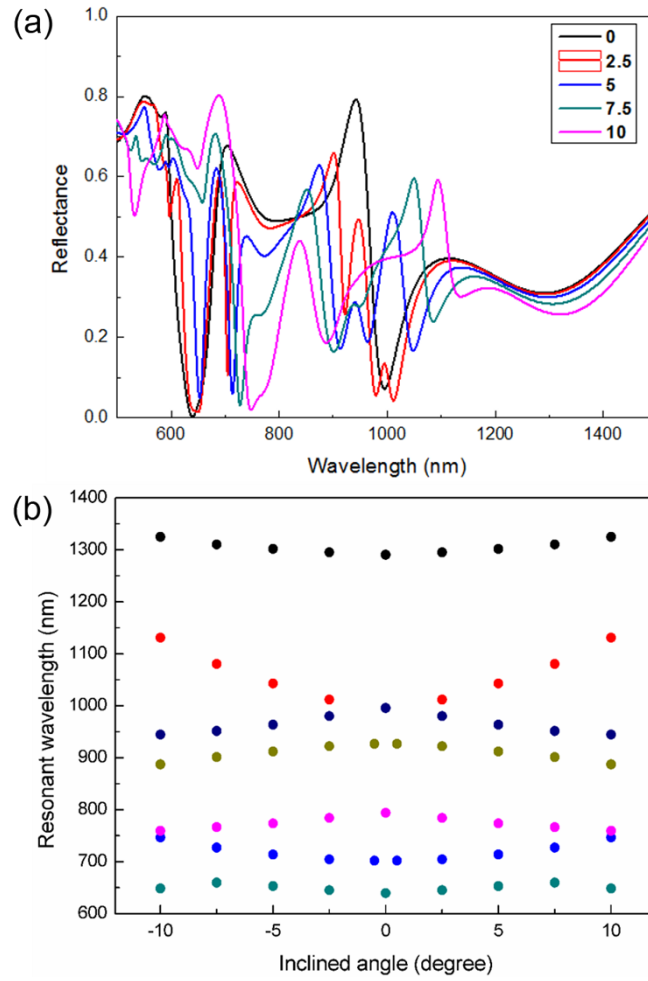 (a)
1.0
0.8
0.6
0.4
0.2
0.0
Reflectance
0
2.5
5
7.5
10
600 800 1000 1200 1400
Wavelength (nm)
(b)
1400
1300
1200
1100
1000
900
800
700
600
Resonant wavelength (nm)
-10 -5 0 5 10
Inclined angle (degree)